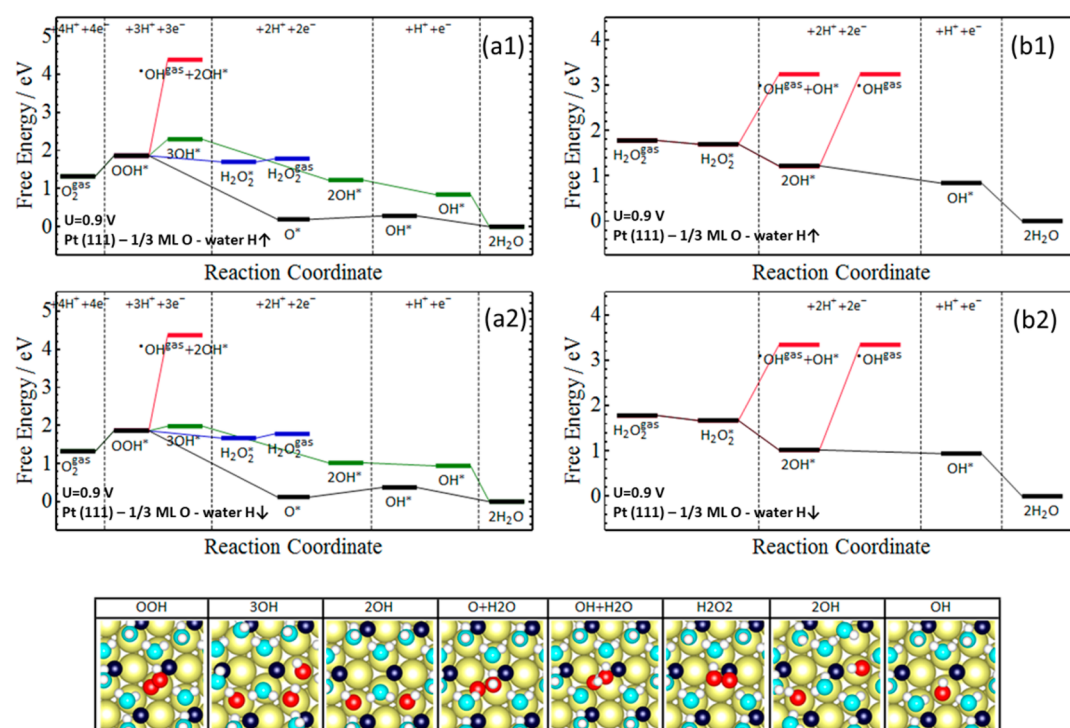 +4H⁺+4e⁻ +3H⁺+3e⁻ +2H⁺+2e⁻ +H⁺+e⁻
(a1)
Free Energy / eV
5
4
3
2
1
0
•OHgas+2OH*
O2gas
OOH*
3OH*
H2O2*
H2O2gas
2OH*
OH*
O*
OH*
2H2O
U=0.9 V
Pt (111) – 1/3 ML O - water H↑
Reaction Coordinate
+2H⁺+2e⁻ +H⁺+e⁻
(b1)
Free Energy / eV
4
3
2
1
0
•OHgas+OH*
•OHgas
H2O2gas
H2O2*
2OH*
OH*
2H2O
U=0.9 V
Pt (111) – 1/3 ML O - water H↑
Reaction Coordinate
+4H⁺+4e⁻ +3H⁺+3e⁻ +2H⁺+2e⁻ +H⁺+e⁻
(a2)
Free Energy / eV
5
4
3
2
1
0
•OHgas+2OH*
O2gas
OOH*
3OH*
H2O2*
H2O2gas
2OH*
OH*
O*
OH*
2H2O
U=0.9 V
Pt (111) – 1/3 ML O - water H↓
Reaction Coordinate
+2H⁺+2e⁻ +H⁺+e⁻
(b2)
Free Energy / eV
4
3
2
1
0
•OHgas+OH*
•OHgas
H2O2gas
H2O2*
2OH*
OH*
2H2O
U=0.9 V
Pt (111) – 1/3 ML O - water H↓
Reaction Coordinate
OOH 3OH 2OH O+H2O OH+H2O H2O2 2OH OH